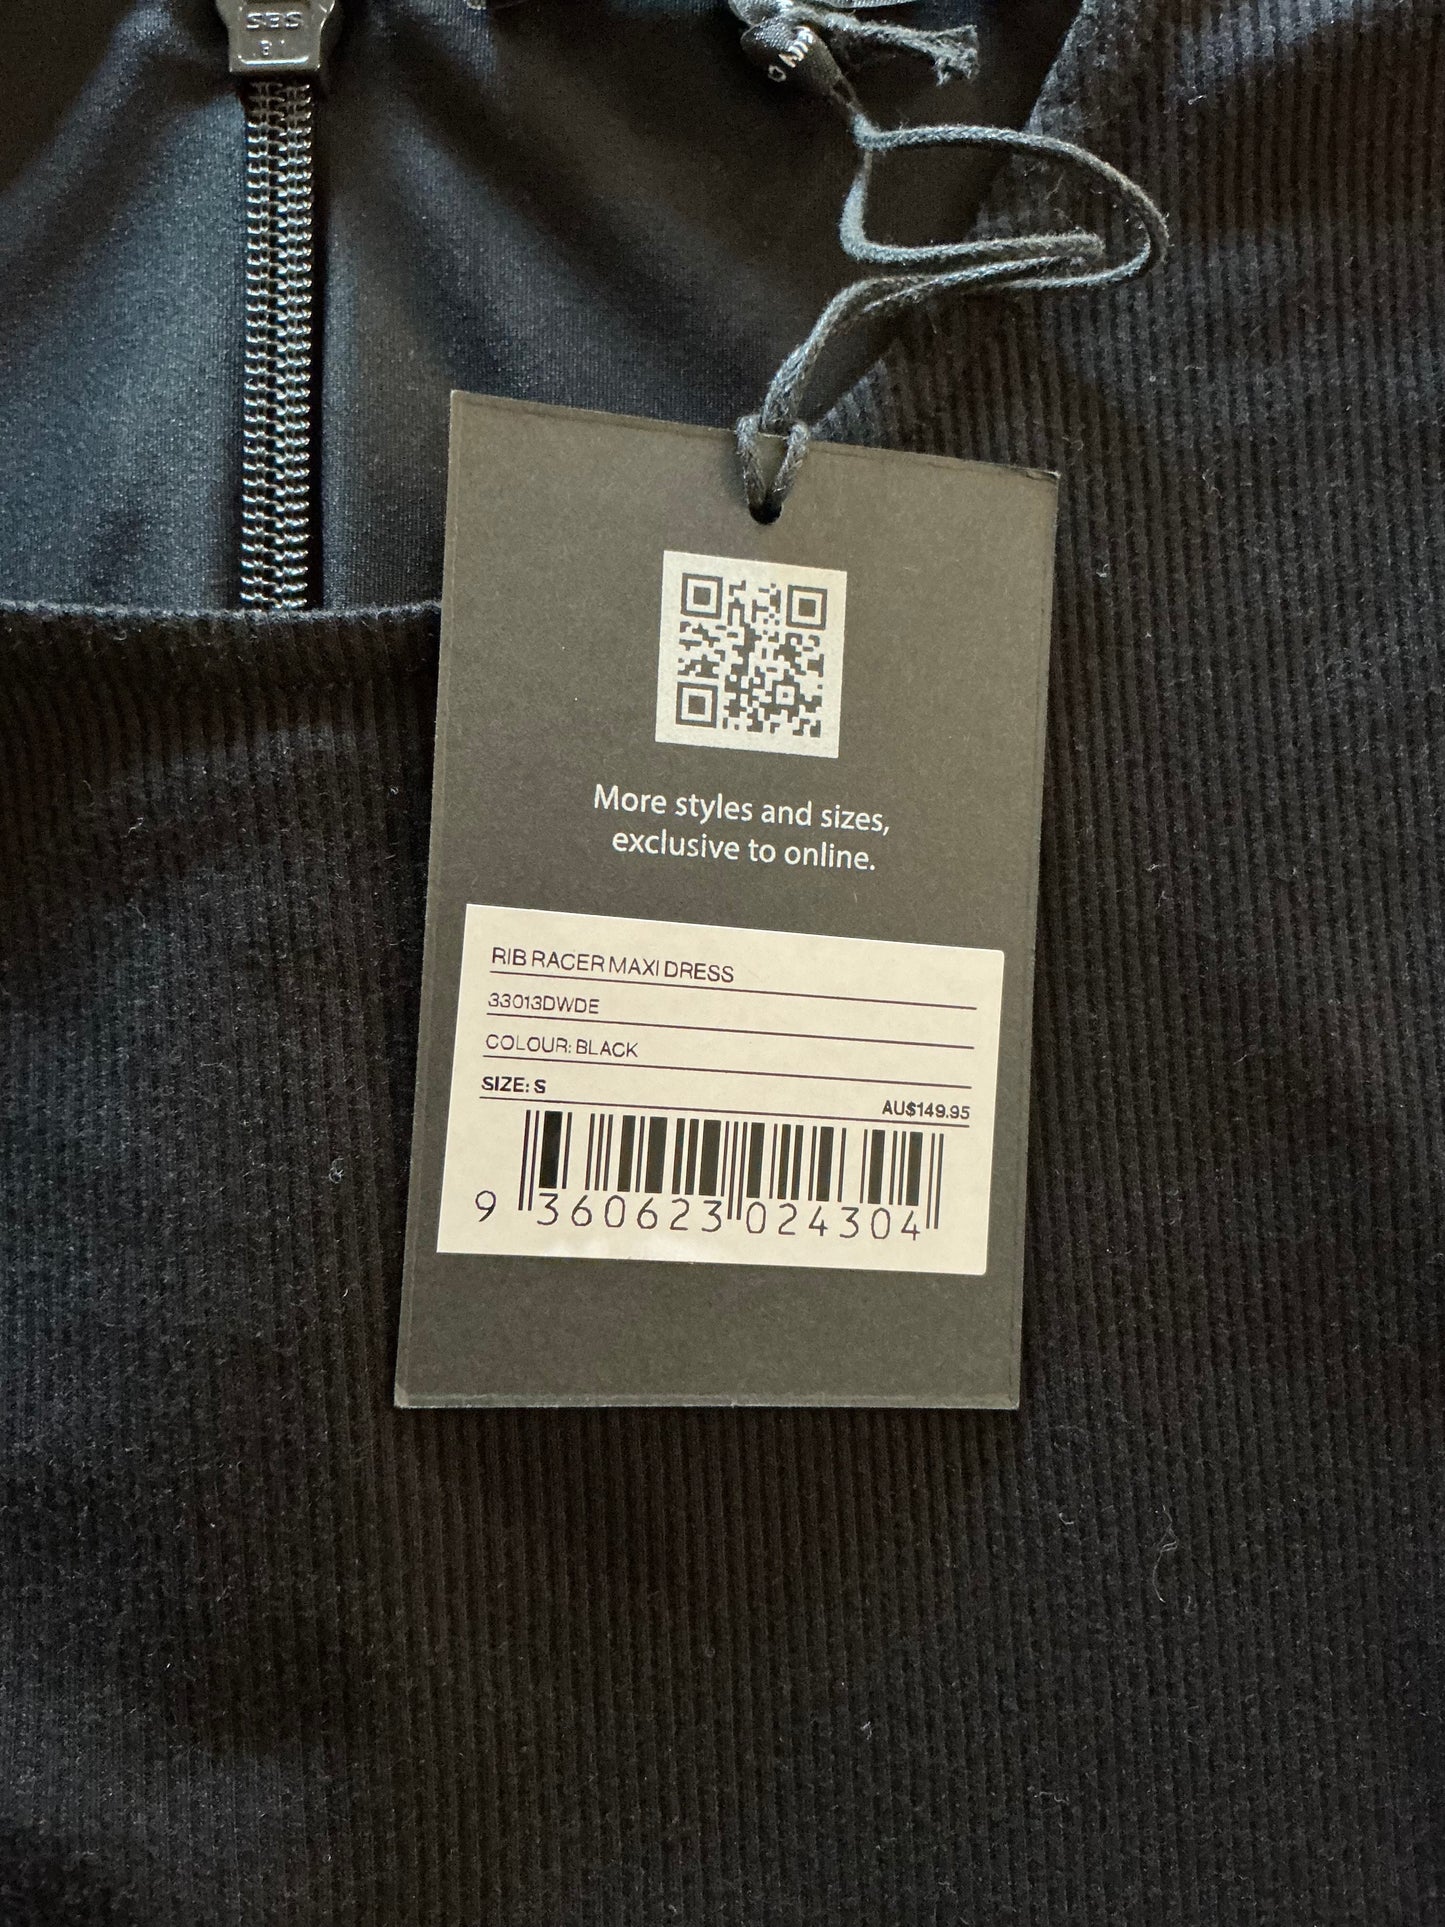 SBS
More styles and sizes,
exclusive to online.
RIB RACER MAXI DRESS
33013DWDE
COLOUR: BLACK
SIZE: S
AU$149.95
9 360623 024304